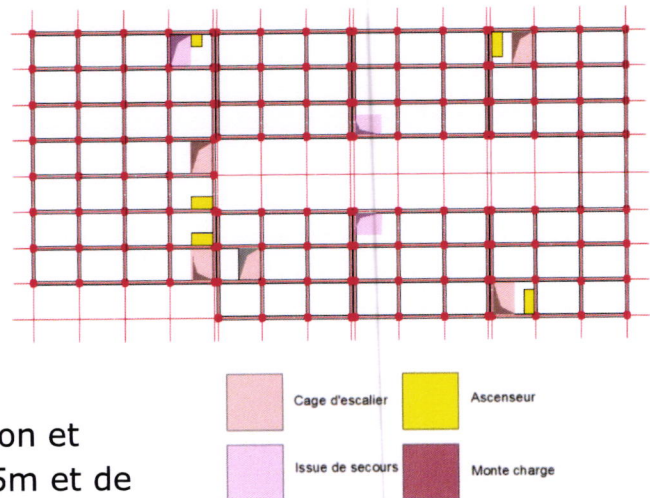 Cage d'escalier
Ascenseur
on et
Issue de secours
Monte charge
5m et de